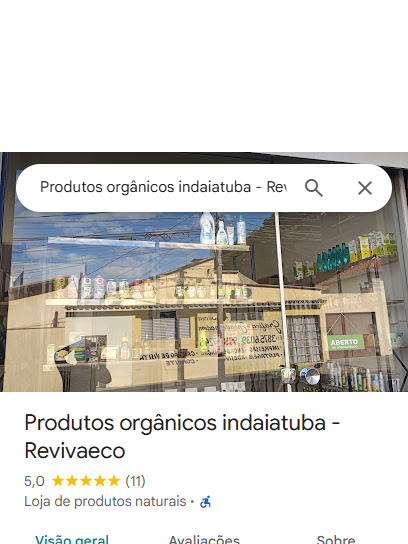 Produtos orgânicos indaiatuba - Rev
ABERTO
Produtos orgânicos indaiatuba -
Revivaeco
5,0 ★★★★★ (11)
Loja de produtos naturais ·
Visão geral
Avaliações
Sobre